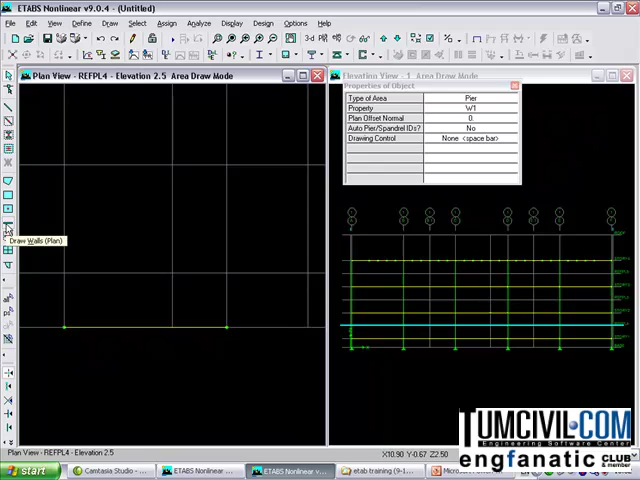 ETABS Nonlinear v9.0.4 - (Untitled)
File Edit View Define Draw Select Assign Analyze Display Design Options Help
3-d
Plan View - REFPL4 - Elevation 2.5 Area Draw Mode
Elevation View - 1 Area Draw Mode
Properties of Object
Type of Area Pier
Property W1
Plan Offset Normal 0.
Auto Pier/Spandrel IDs? No
Drawing Control None <space bar>
Draw Walls (Plan)
all
Plan View - REFPL4 - Elevation 2.5
X10.90 Y-0.67 Z2.50
TUMCIVIL.COM
Engineering Software Center
engfanatic CLUB
& member
start
Camtasia Studio - ...
ETABS Nonlinear ...
ETABS Nonlinear v...
etab training (9-1...
Microsoft